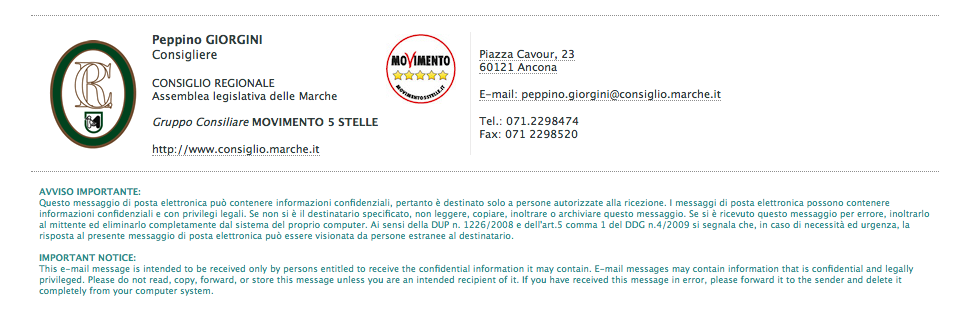 Peppino GIORGINI
Consigliere
CONSIGLIO REGIONALE
Assemblea legislativa delle Marche
Gruppo Consiliare MOVIMENTO 5 STELLE
http://www.consiglio.marche.it
MOVIMENTO
MOVIMENTO5STELLE.IT
Piazza Cavour, 23
60121 Ancona
E-mail: peppino.giorgini@consiglio.marche.it
Tel.: 071.2298474
Fax: 071 2298520
AVVISO IMPORTANTE:
Questo messaggio di posta elettronica può contenere informazioni confidenziali, pertanto è destinato solo a persone autorizzate alla ricezione. I messaggi di posta elettronica possono contenere
informazioni confidenziali e con privilegi legali. Se non si è il destinatario specificato, non leggere, copiare, inoltrare o archiviare questo messaggio. Se si è ricevuto questo messaggio per errore, inoltrarlo
al mittente ed eliminarlo completamente dal sistema del proprio computer. Ai sensi della DUP n. 1226/2008 e dell'art.5 comma 1 del DDG n.4/2009 si segnala che, in caso di necessità ed urgenza, la
risposta al presente messaggio di posta elettronica può essere visionata da persone estranee al destinatario.
IMPORTANT NOTICE:
This e-mail message is intended to be received only by persons entitled to receive the confidential information it may contain. E-mail messages may contain information that is confidential and legally
privileged. Please do not read, copy, forward, or store this message unless you are an intended recipient of it. If you have received this message in error, please forward it to the sender and delete it
completely from your computer system.